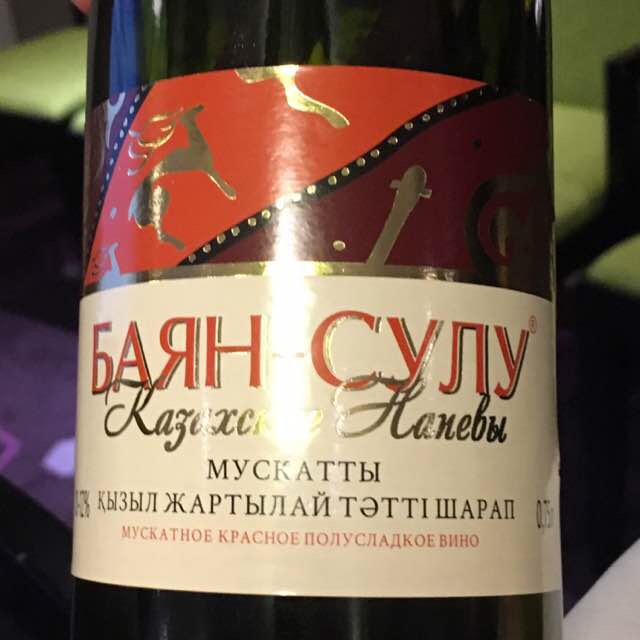 БАЯН-СУЛУ®
Казахские Напевы
МУСКАТТЫ
ҚЫЗЫЛ ЖАРТЫЛАЙ ТӘТТІ ШАРАП
МУСКАТНОЕ КРАСНОЕ ПОЛУСЛАДКОЕ ВИНО